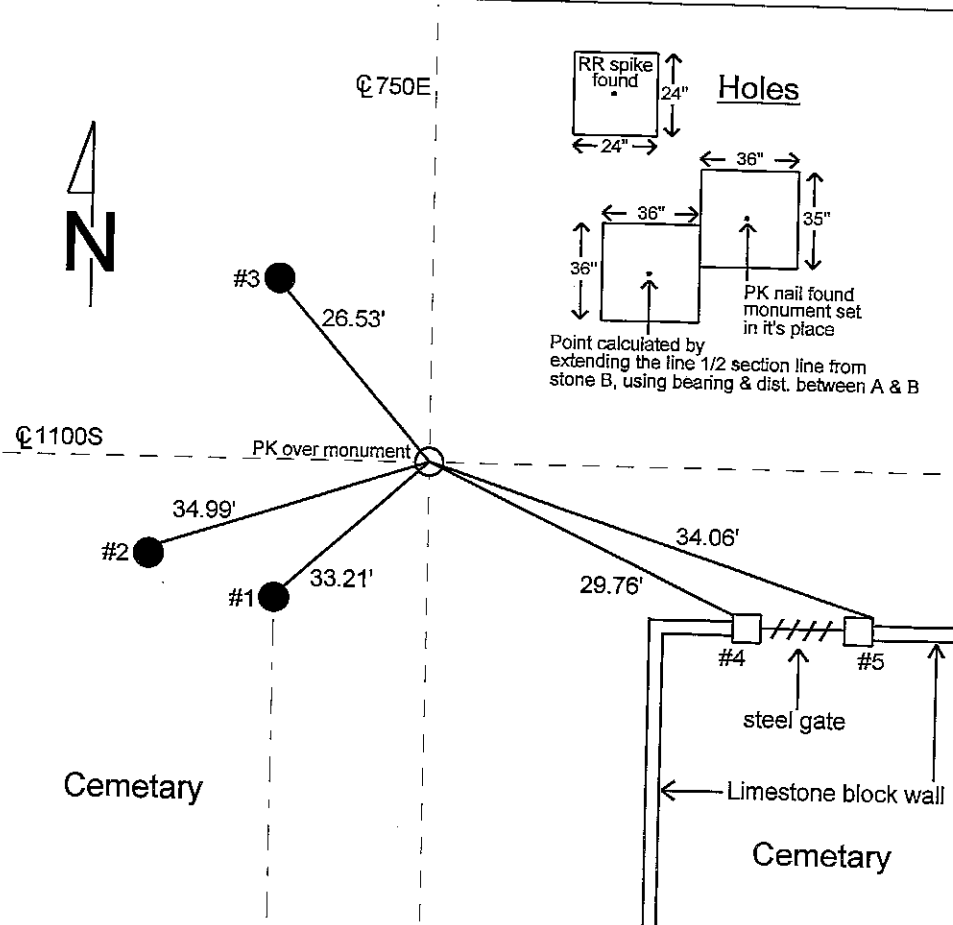 ℄ 750E
RR spike
found
24"
24"
Holes
36"
36"
35"
36"
PK nail found
monument set
in it's place
Point calculated by
extending the line 1/2 section line from
stone B, using bearing & dist. between A & B
N
#3
26.53'
℄ 1100S
PK over monument
34.99'
#2
33.21'
#1
34.06'
29.76'
#4
#5
steel gate
Cemetary
Limestone block wall
Cemetary